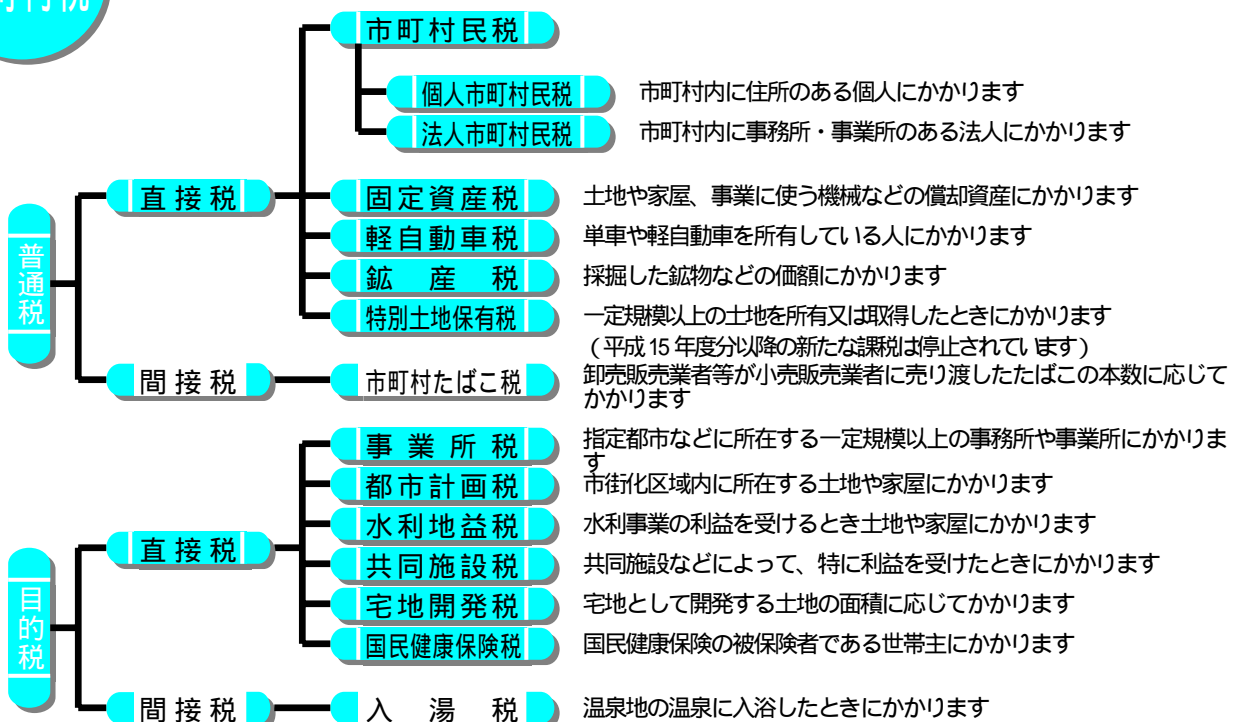 町村税
市町村民税
個人市町村民税 市町村内に住所のある個人にかかります
法人市町村民税 市町村内に事務所・事業所のある法人にかかります
普通税
直接税
固定資産税 土地や家屋、事業に使う機械などの償却資産にかかります
軽自動車税 単車や軽自動車を所有している人にかかります
鉱産税 採掘した鉱物などの価額にかかります
特別土地保有税 一定規模以上の土地を所有又は取得したときにかかります
(平成15年度分以降の新たな課税は停止されています)
間接税
市町村たばこ税 卸売販売業者等が小売販売業者に売り渡したたばこの本数に応じて
かかります
目的税
直接税
事業所税 指定都市などに所在する一定規模以上の事務所や事業所にかかりま
す
都市計画税 市街化区域内に所在する土地や家屋にかかります
水利地益税 水利事業の利益を受けるとき土地や家屋にかかります
共同施設税 共同施設などによって、特に利益を受けたときにかかります
宅地開発税 宅地として開発する土地の面積に応じてかかります
国民健康保険税 国民健康保険の被保険者である世帯主にかかります
間接税
入湯税 温泉地の温泉に入浴したときにかかります